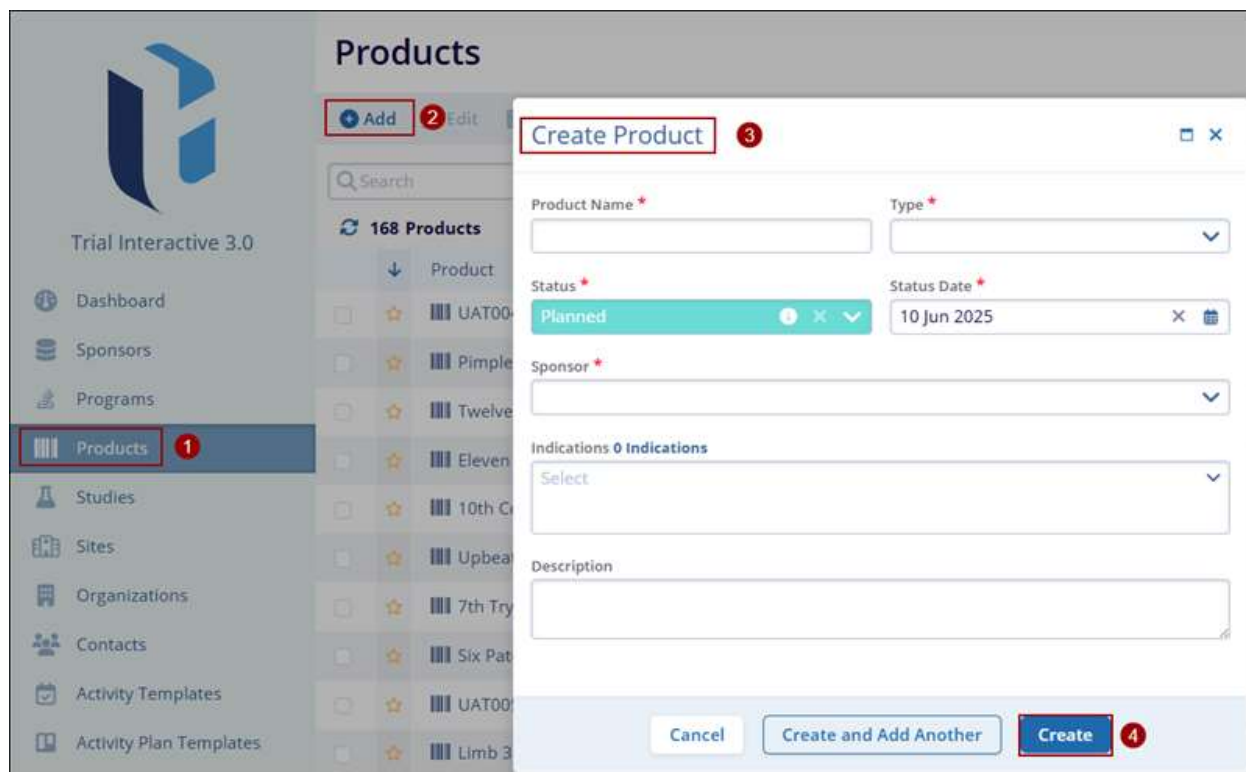 Products
Add
2
Edit
Create Product
3
Search
168 Products
Product
Trial Interactive 3.0
Dashboard
Sponsors
Programs
Products
1
Studies
Sites
Organizations
Contacts
Activity Templates
Activity Plan Templates
UAT00
Pimple
Twelve
Eleven
10th
Upbea
7th Try
Six Pat
UAT00
Limb 3
Product Name *
Type *
Status *
Status Date *
Planned
10 Jun 2025
Sponsor *
Indications 0 Indications
Select
Description
Cancel
Create and Add Another
Create
4